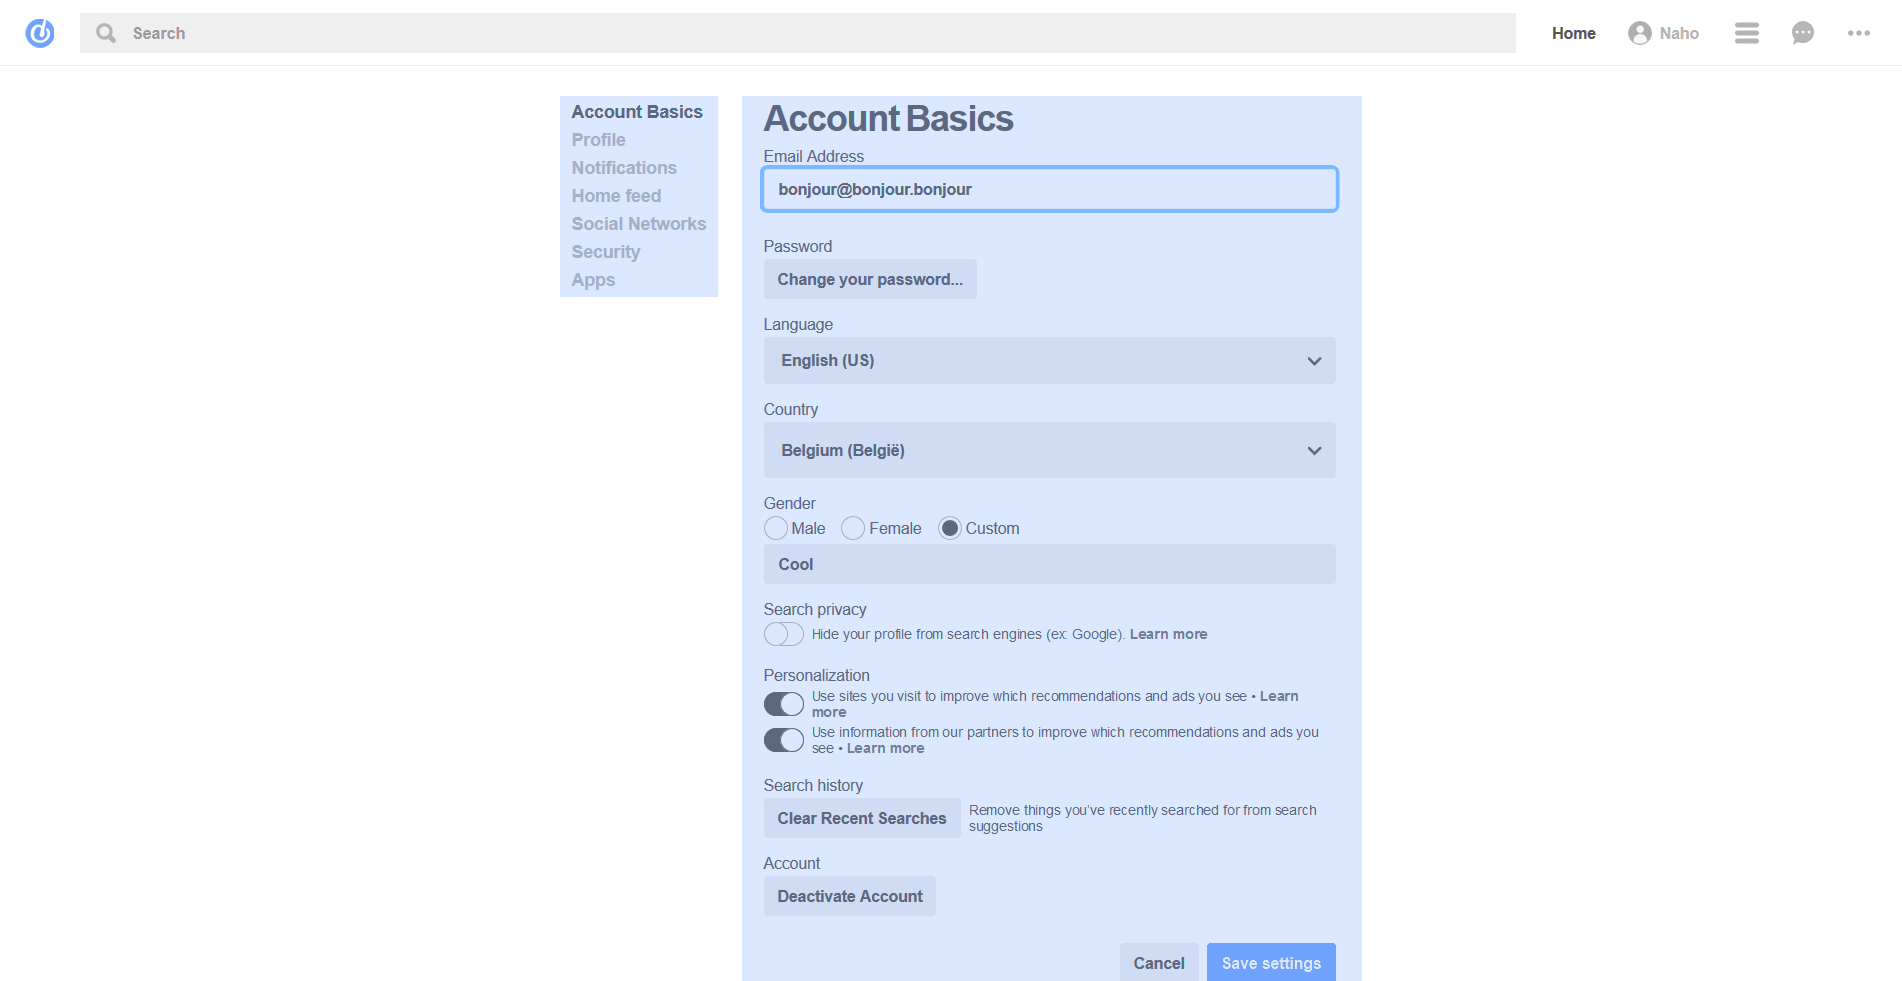 Search
Home
Naho
Account Basics
Profile
Notifications
Home feed
Social Networks
Security
Apps
Account Basics
Email Address
bonjour@bonjour.bonjour
Password
Change your password...
Language
English (US)
Country
Belgium (België)
Gender
Male Female Custom
Cool
Search privacy
Hide your profile from search engines (ex: Google). Learn more
Personalization
Use sites you visit to improve which recommendations and ads you see • Learn
more
Use information from our partners to improve which recommendations and ads you
see • Learn more
Search history
Clear Recent Searches
Remove things you've recently searched for from search
suggestions
Account
Deactivate Account
Cancel
Save settings